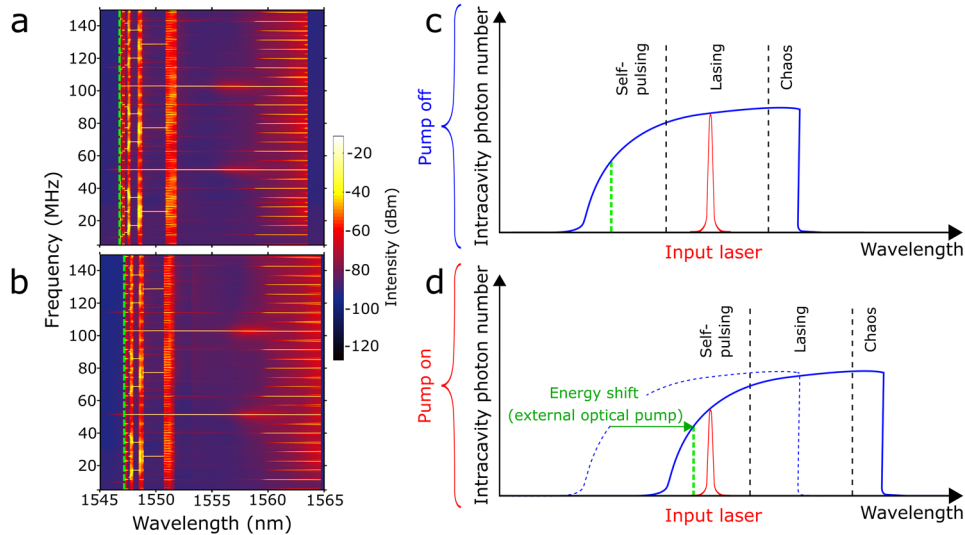 a
140
120
100
80
60
40
20
b
140
120
100
80
60
40
20
Frequency (MHz)
1545
1550
1555
1560
1565
Wavelength (nm)
-20
-40
-60
-80
-100
-120
Intensity (dBm)
c
Pump off
Intracavity photon number
Self-
pulsing
Lasing
Chaos
Input laser
Wavelength
d
Pump on
Intracavity photon number
Self-
pulsing
Lasing
Chaos
Energy shift
(external optical pump)
Input laser
Wavelength